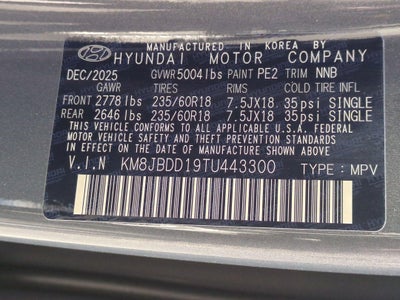 MANUFACTURED IN KOREA BY
HYUNDAI MOTOR COMPANY
DEC/2025 GVWR 5004lbs PAINT PE2 TRIM NNB
GAWR TIRES RIMS COLD TIRE INFL
FRONT 2778 lbs 235/60R18 7.5JX18 35psi SINGLE
REAR 2646 lbs 235/60R18 7.5JX18 35psi SINGLE
THIS VEHICLE CONFORMS TO ALL APPLICABLE U.S. FEDERAL
MOTOR VEHICLE SAFETY AND THEFT PREVENTION STANDARDS
IN EFFECT ON THE DATE OF MANUFACTURE SHOWN ABOVE.
V.I.N KM8JBDD19TU443300 TYPE : MPV